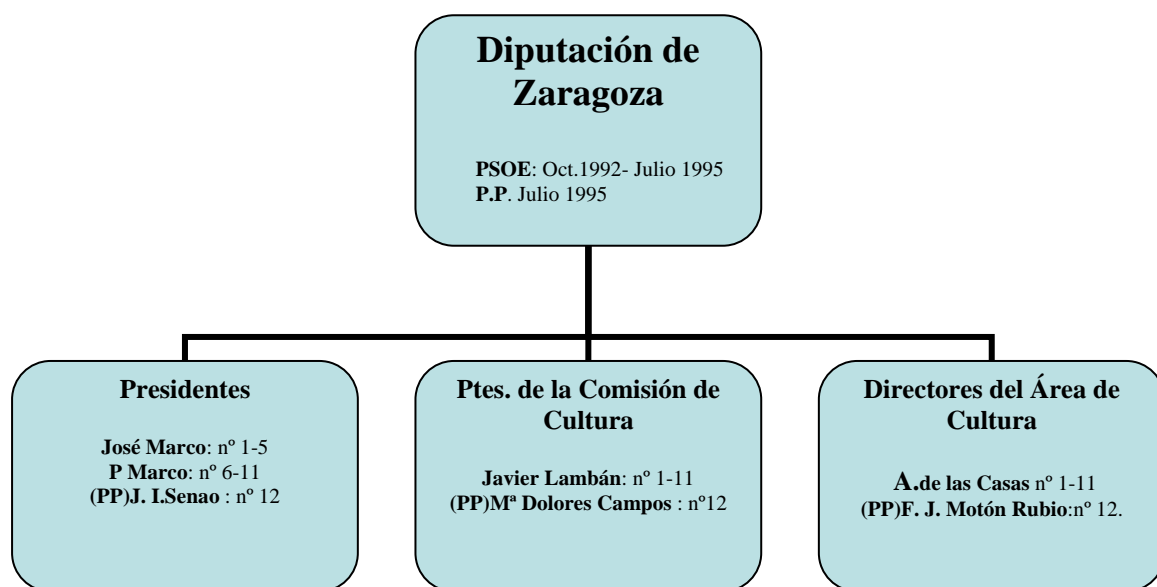 Diputación de
Zaragoza
PSOE: Oct.1992- Julio 1995
P.P. Julio 1995
Presidentes
José Marco: nº 1-5
P Marco: nº 6-11
(PP)J. I.Senao : nº 12
Ptes. de la Comisión de
Cultura
Javier Lambán: nº 1-11
(PP)Mª Dolores Campos : nº12
Directores del Área de
Cultura
A.de las Casas nº 1-11
(PP)F. J. Motón Rubio:nº 12.